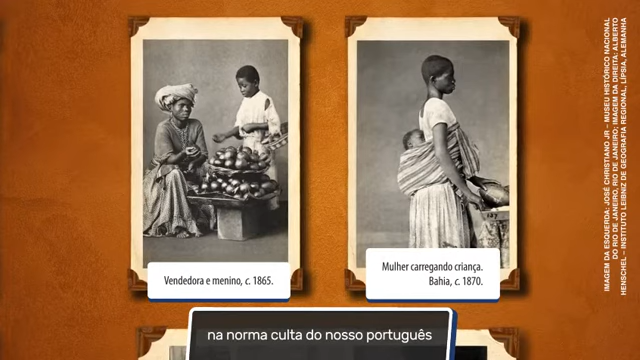 Vendedora e menino, c. 1865.
Mulher carregando criança.
Bahia, c. 1870.
IMAGEM DA ESQUERDA: JOSÉ CHRISTIANO JR – MUSEU HISTÓRICO NACIONAL
DO RIO DE JANEIRO, RIO DE JANEIRO; IMAGEM DA DIREITA: ALBERTO
HENSCHEL – INSTITUTO LEIBNIZ DE GEOGRAFIA REGIONAL, LÍPSIA, ALEMANHA
na norma culta do nosso português